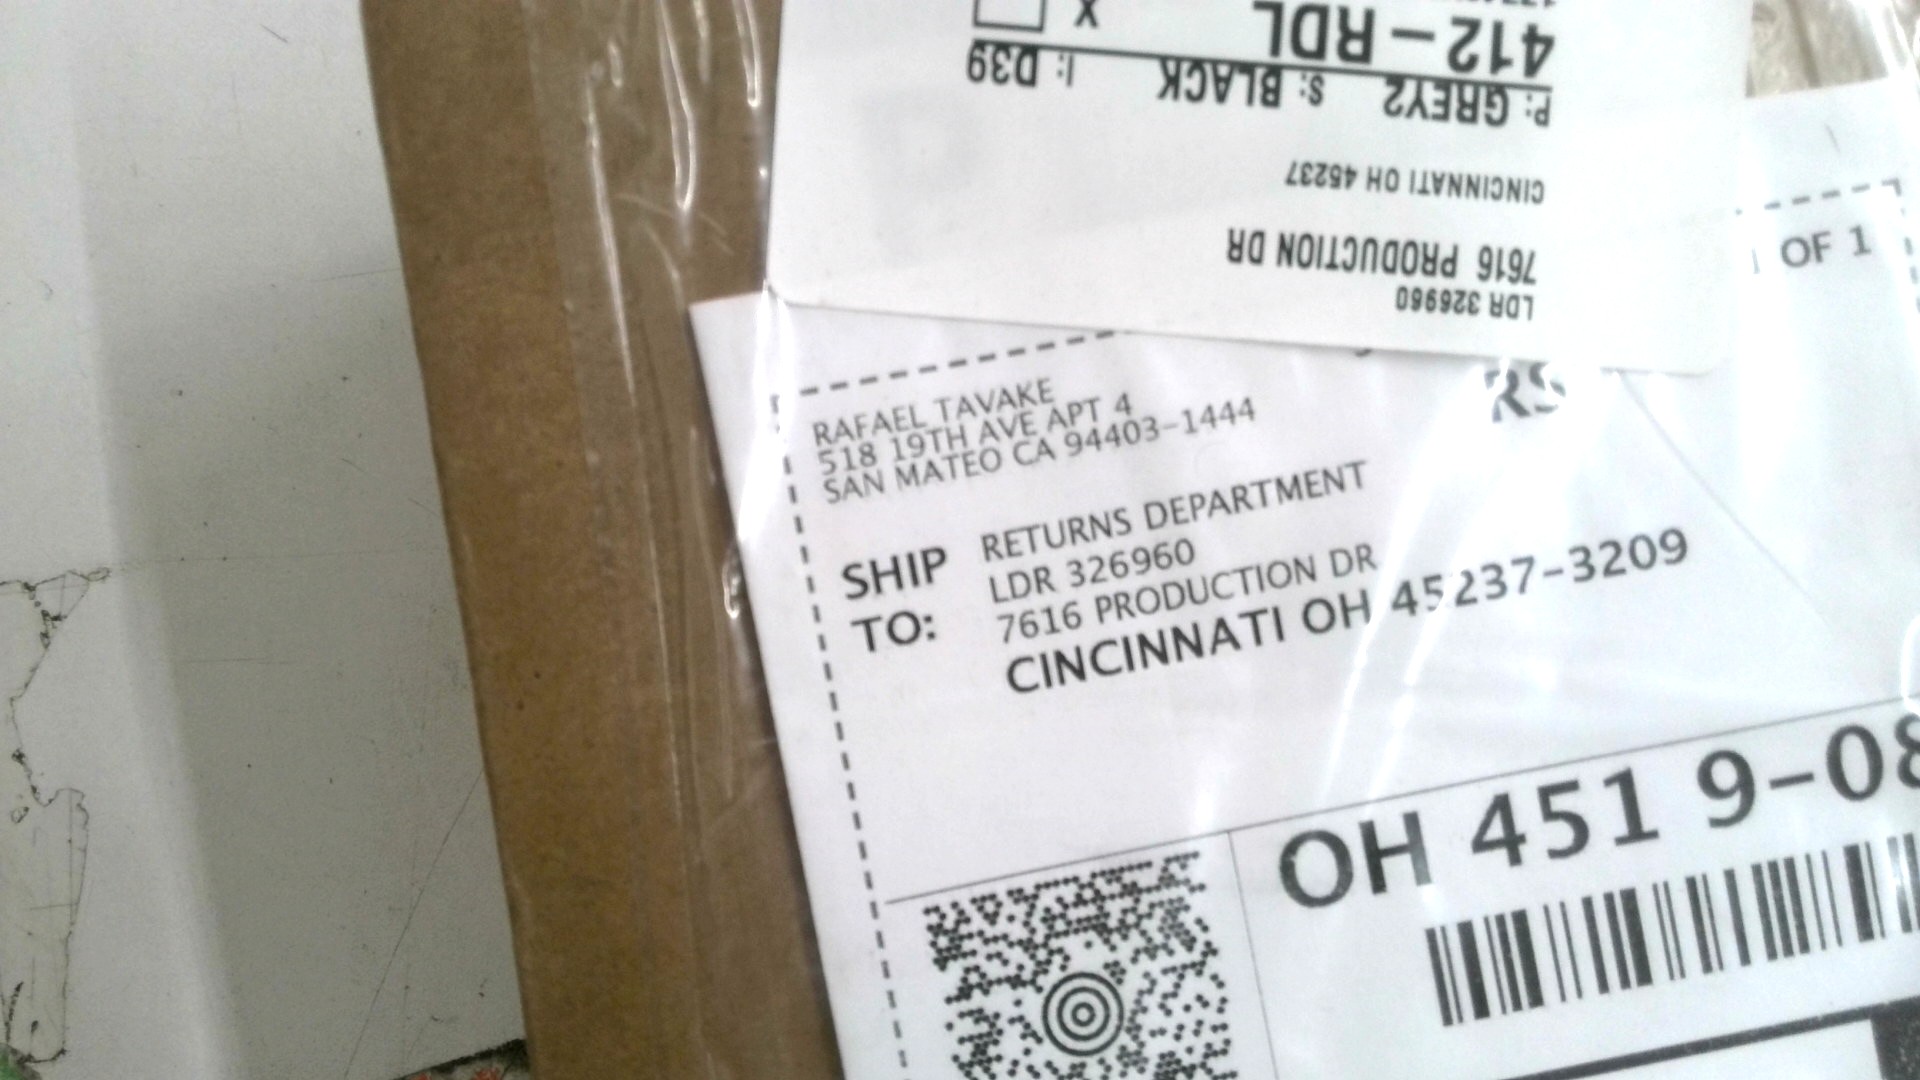 X
412-RDL
P: GREY2 S: BLACK I: D39
CINCINNATI OH 45237
7616 PRODUCTION DR
LDR 326960
OF 1
RS
RAFAEL TAVAKE
518 19TH AVE APT 4
SAN MATEO CA 94403-1444
SHIP TO:
RETURNS DEPARTMENT
LDR 326960
7616 PRODUCTION DR
CINCINNATI OH 45237-3209
OH 451 9-08